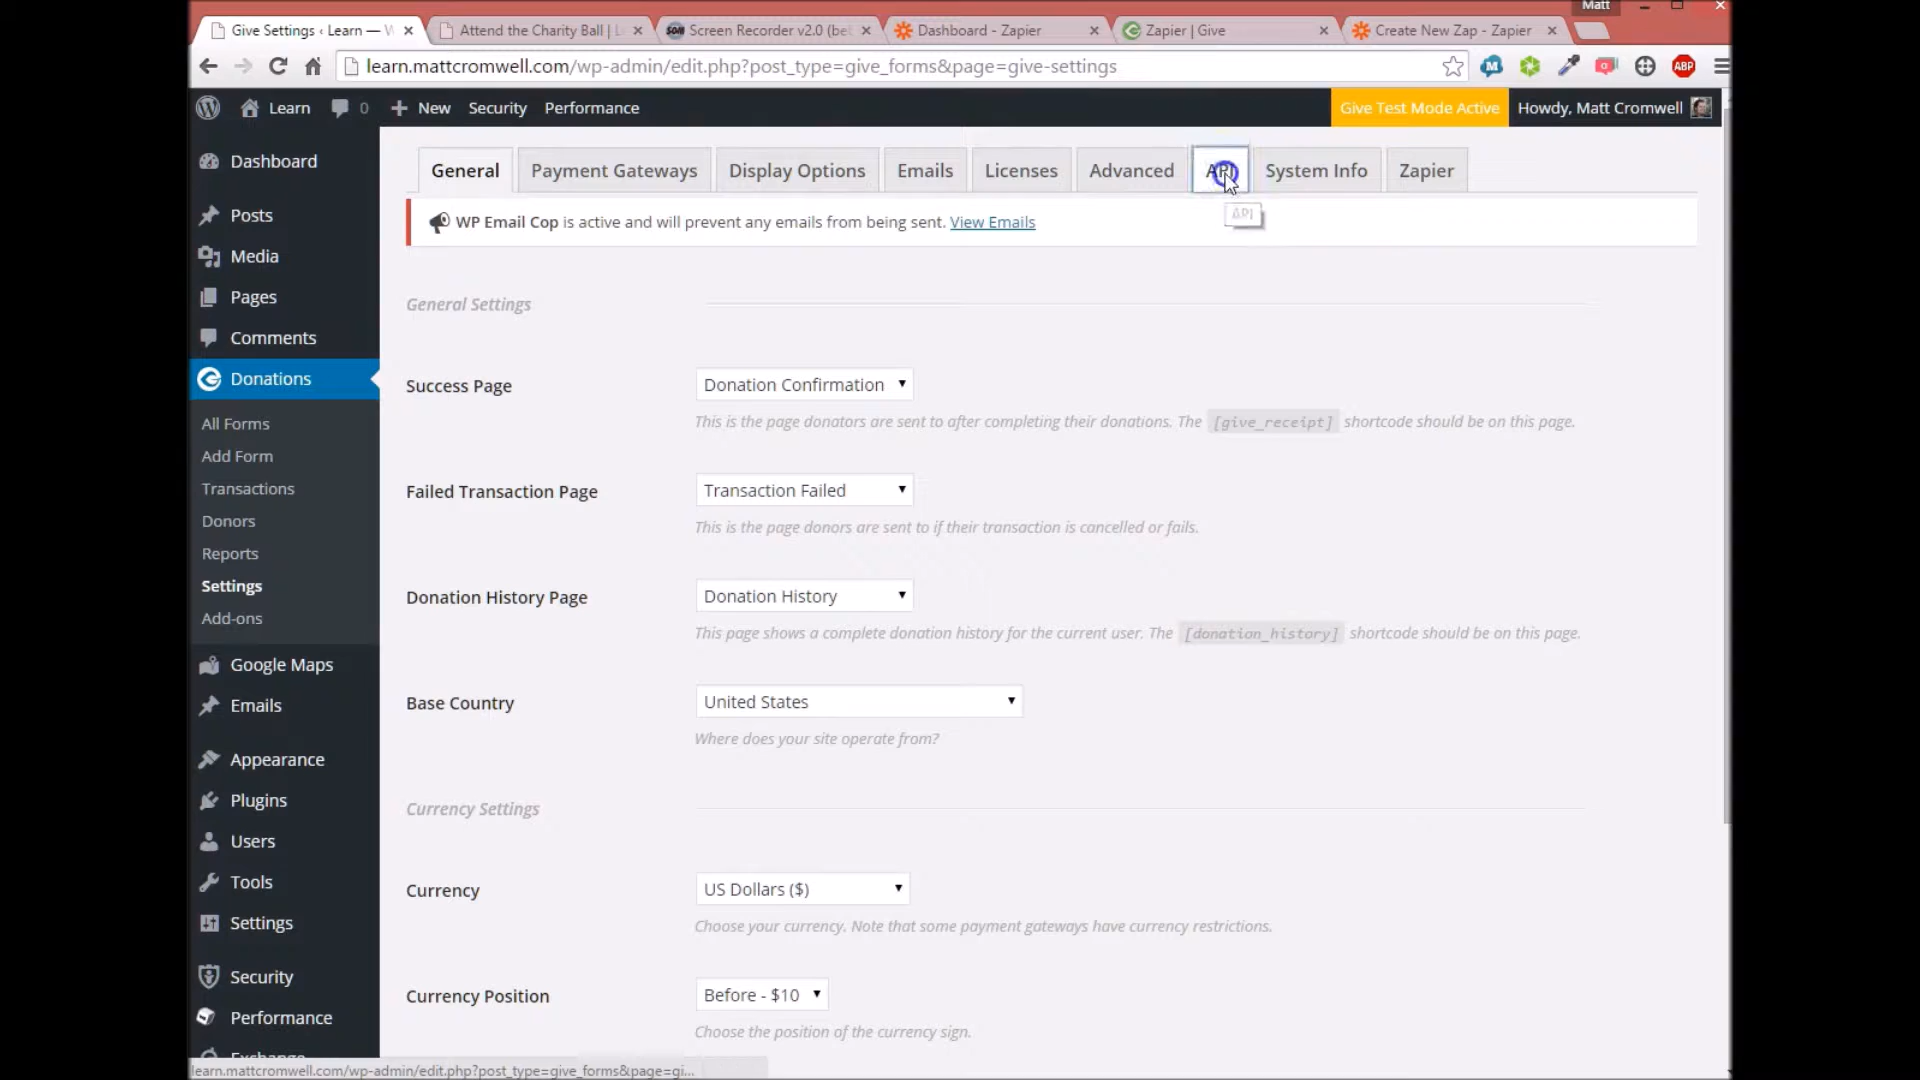 Matt
Give Settings ‹ Learn — W
Attend the Charity Ball | L
Screen Recorder v2.0 (bet
Dashboard - Zapier
Zapier | Give
Create New Zap - Zapier
learn.mattcromwell.com/wp-admin/edit.php?post_type=give_forms&page=give-settings
ABP
Learn
0
New
Security
Performance
Give Test Mode Active
Howdy, Matt Cromwell
Dashboard
Posts
Media
Pages
Comments
Donations
All Forms
Add Form
Transactions
Donors
Reports
Settings
Add-ons
Google Maps
Emails
Appearance
Plugins
Users
Tools
Settings
Security
Performance
Exchange
General
Payment Gateways
Display Options
Emails
Licenses
Advanced
API
System Info
Zapier
API
WP Email Cop is active and will prevent any emails from being sent. View Emails
General Settings
Success Page
Donation Confirmation
This is the page donators are sent to after completing their donations. The [give_receipt] shortcode should be on this page.
Failed Transaction Page
Transaction Failed
This is the page donors are sent to if their transaction is cancelled or fails.
Donation History Page
Donation History
This page shows a complete donation history for the current user. The [donation_history] shortcode should be on this page.
Base Country
United States
Where does your site operate from?
Currency Settings
Currency
US Dollars ($)
Choose your currency. Note that some payment gateways have currency restrictions.
Currency Position
Before - $10
Choose the position of the currency sign.
learn.mattcromwell.com/wp-admin/edit.php?post_type=give_forms&page=gi...